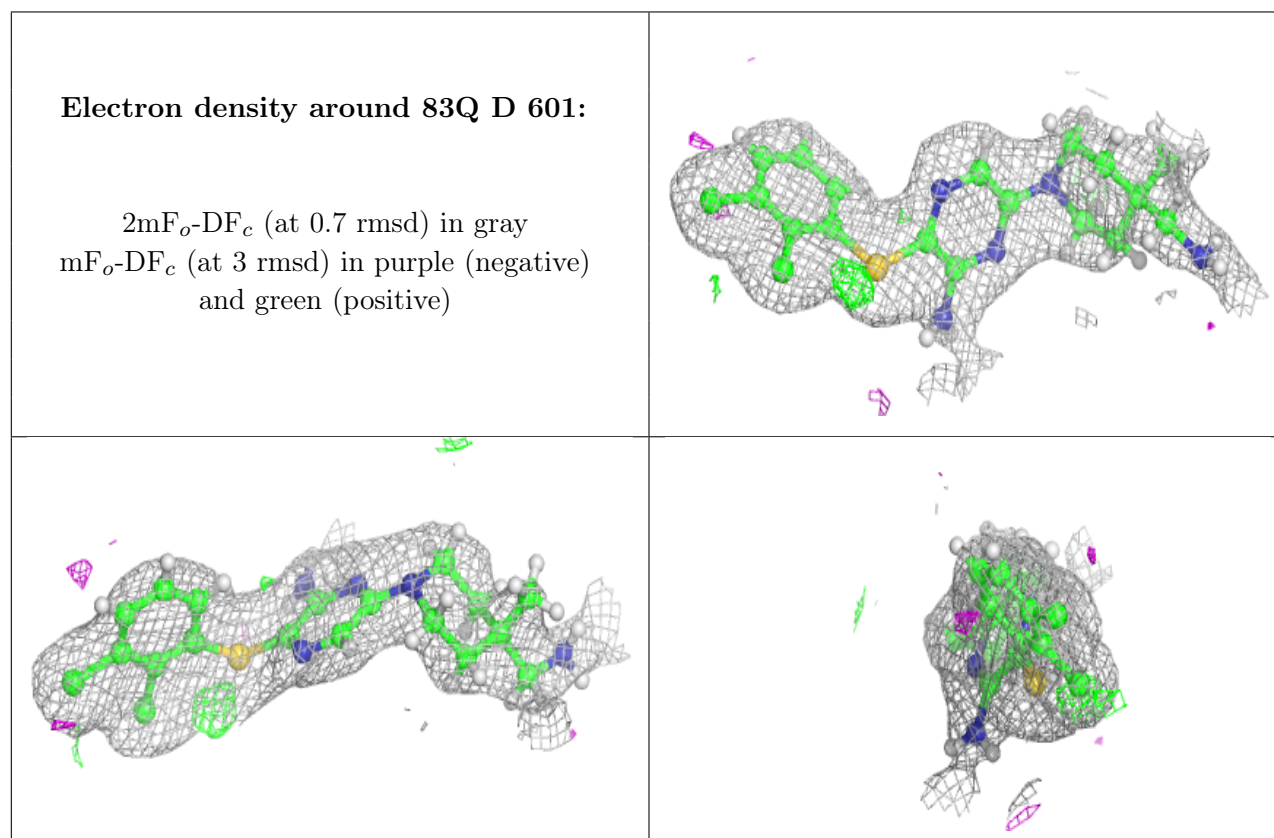 Electron density around 83Q D 601:
2mFo-DFc (at 0.7 rmsd) in gray
mFo-DFc (at 3 rmsd) in purple (negative)
and green (positive)